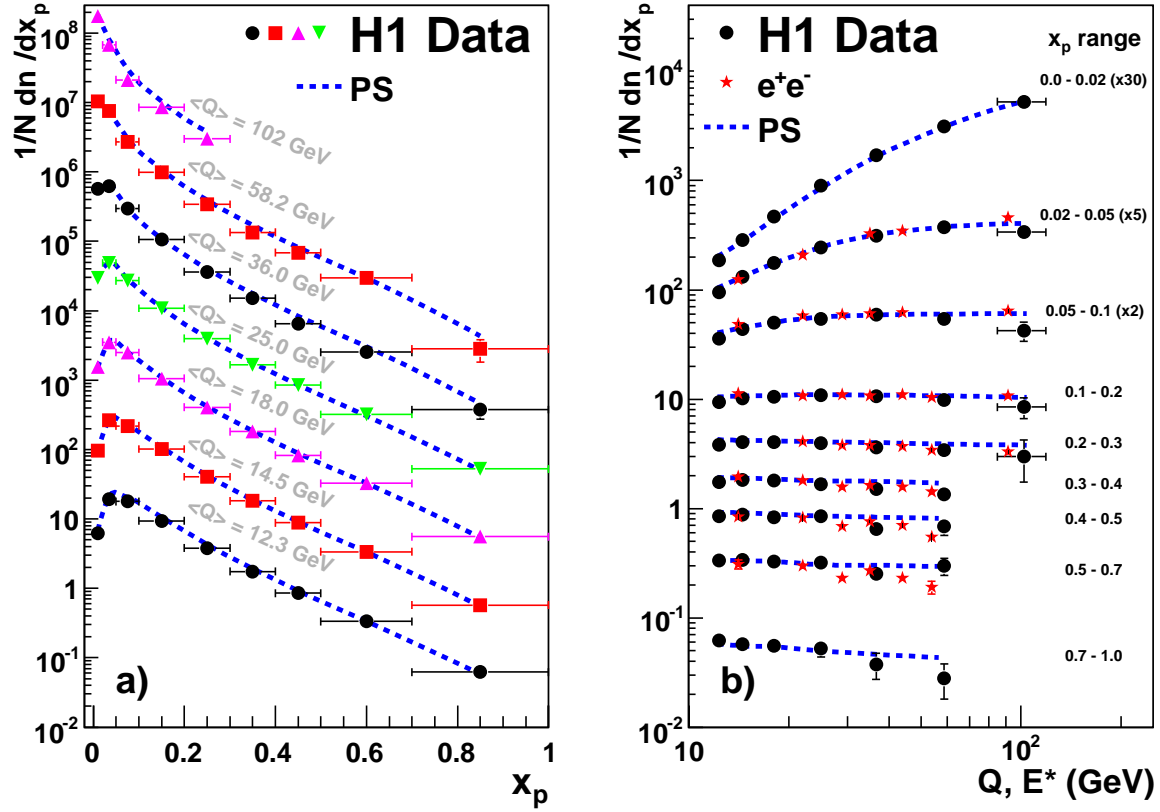 1/N dn /dx_p
10^8
10^7
10^6
10^5
10^4
10^3
10^2
10
1
10^-1
10^-2
0
0.2
0.4
0.6
0.8
1
x_p
H1 Data
PS
<Q> = 102 GeV
<Q> = 58.2 GeV
<Q> = 36.0 GeV
<Q> = 25.0 GeV
<Q> = 18.0 GeV
<Q> = 14.5 GeV
<Q> = 12.3 GeV
a)
1/N dn /dx_p
10^4
10^3
10^2
10
1
10^-1
10^-2
10
10^2
Q, E* (GeV)
H1 Data
e^+e^-
PS
x_p range
0.0 - 0.02 (x30)
0.02 - 0.05 (x5)
0.05 - 0.1 (x2)
0.1 - 0.2
0.2 - 0.3
0.3 - 0.4
0.4 - 0.5
0.5 - 0.7
0.7 - 1.0
b)